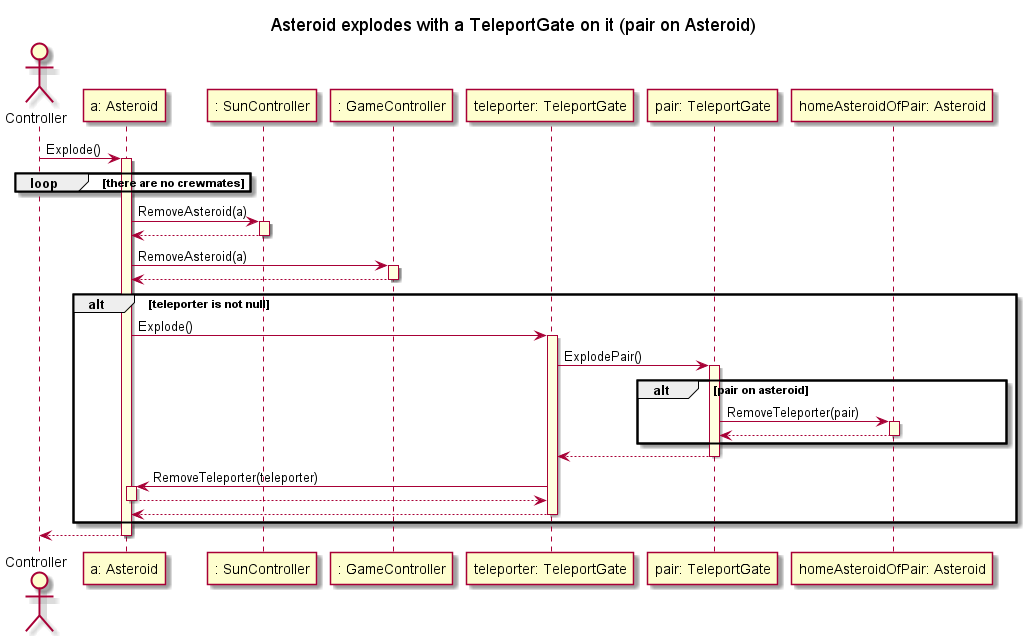 Asteroid explodes with a TeleportGate on it (pair on Asteroid)
Controller
a: Asteroid
: SunController
: GameController
teleporter: TeleportGate
pair: TeleportGate
homeAsteroidOfPair: Asteroid
Explode()
loop [there are no crewmates]
RemoveAsteroid(a)
RemoveAsteroid(a)
alt [teleporter is not null]
Explode()
ExplodePair()
alt [pair on asteroid]
RemoveTeleporter(pair)
RemoveTeleporter(teleporter)
Controller
a: Asteroid
: SunController
: GameController
teleporter: TeleportGate
pair: TeleportGate
homeAsteroidOfPair: Asteroid